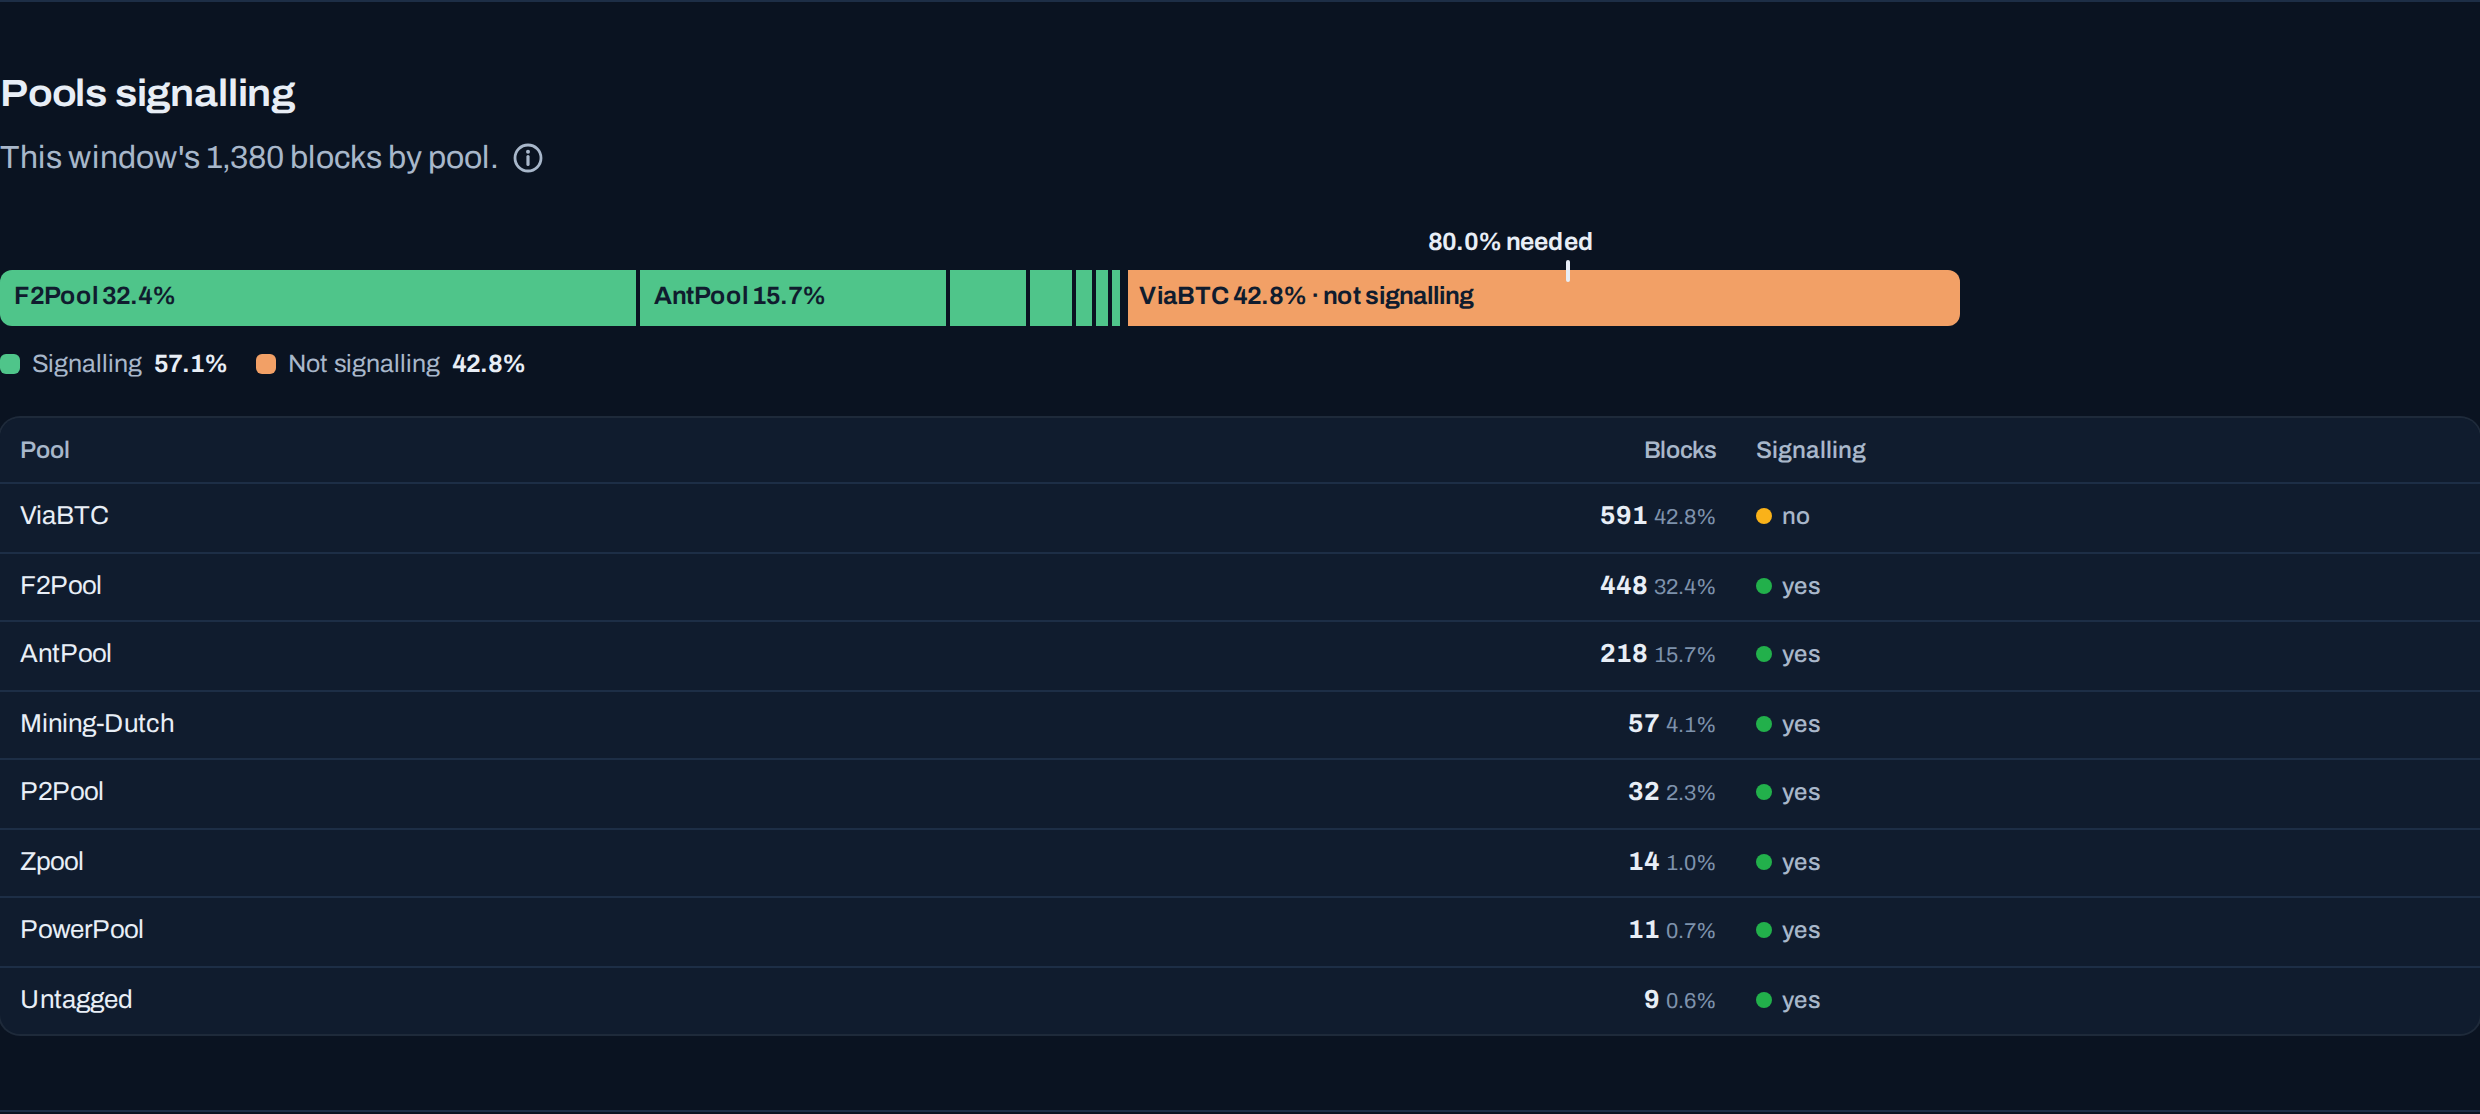 Pools signalling
This window's 1,380 blocks by pool.
80.0% needed
F2Pool 32.4% AntPool 15.7% ViaBTC 42.8% · not signalling
Signalling 57.1% Not signalling 42.8%
Pool Blocks Signalling
ViaBTC 591 42.8% no
F2Pool 448 32.4% yes
AntPool 218 15.7% yes
Mining-Dutch 57 4.1% yes
P2Pool 32 2.3% yes
Zpool 14 1.0% yes
PowerPool 11 0.7% yes
Untagged 9 0.6% yes